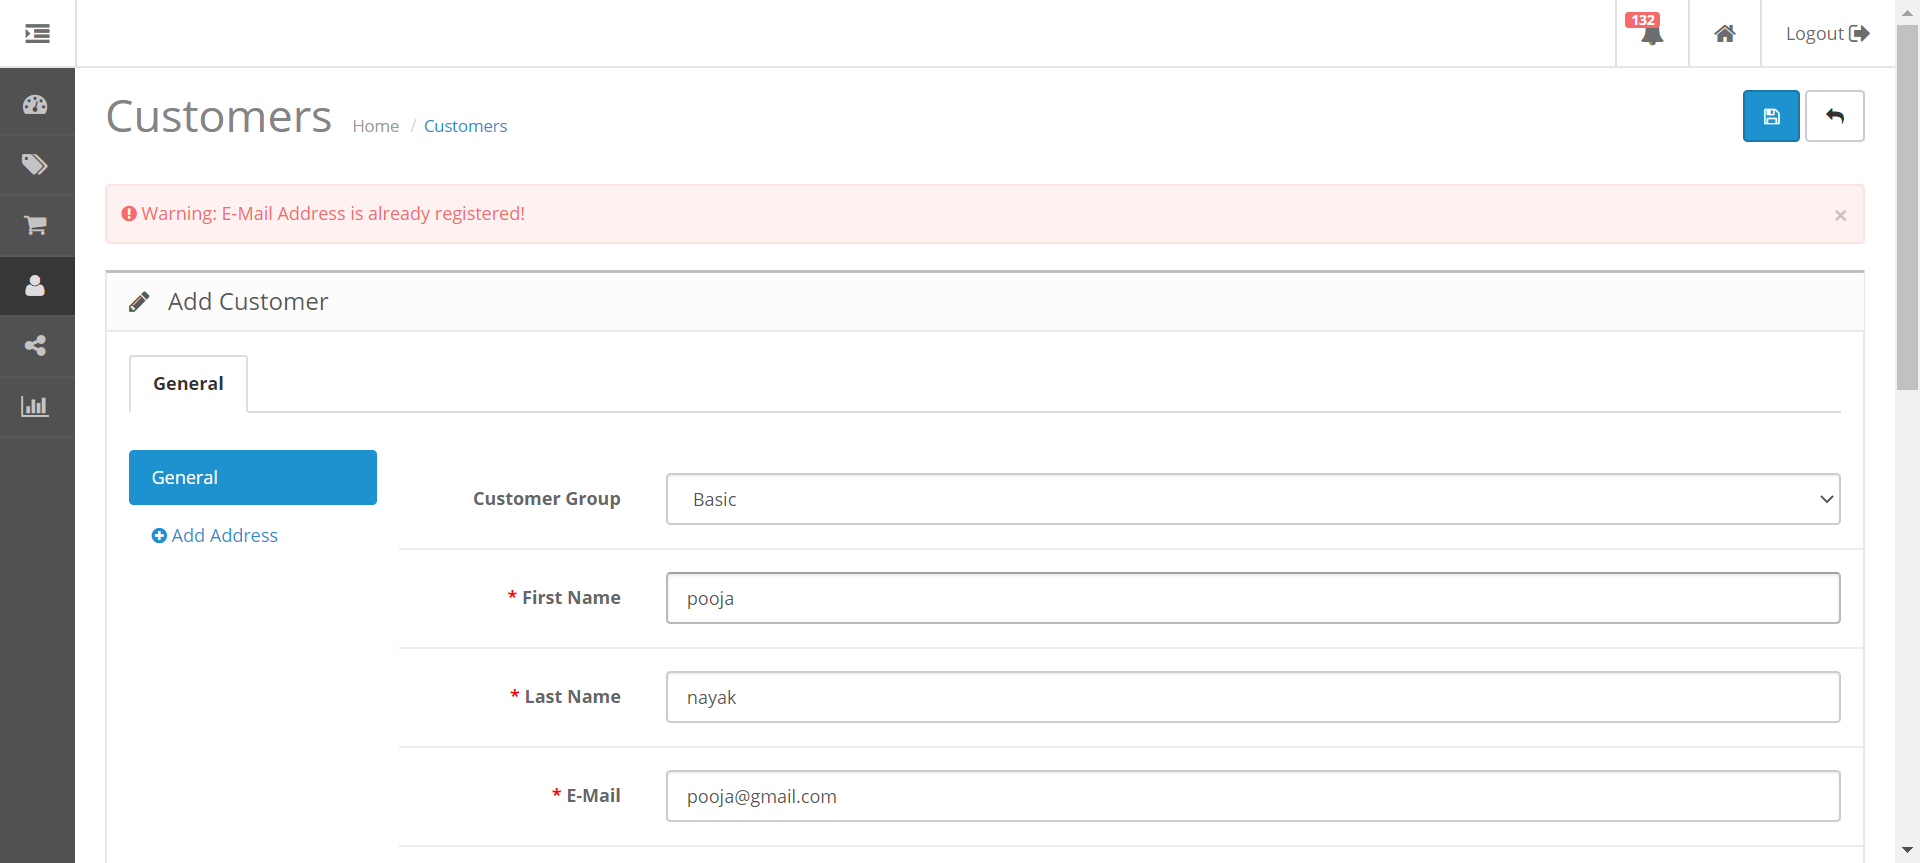 132
Logout
Customers
Home / Customers
Warning: E-Mail Address is already registered!
×
Add Customer
General
General
Add Address
Customer Group
Basic
* First Name
pooja
* Last Name
nayak
* E-Mail
pooja@gmail.com